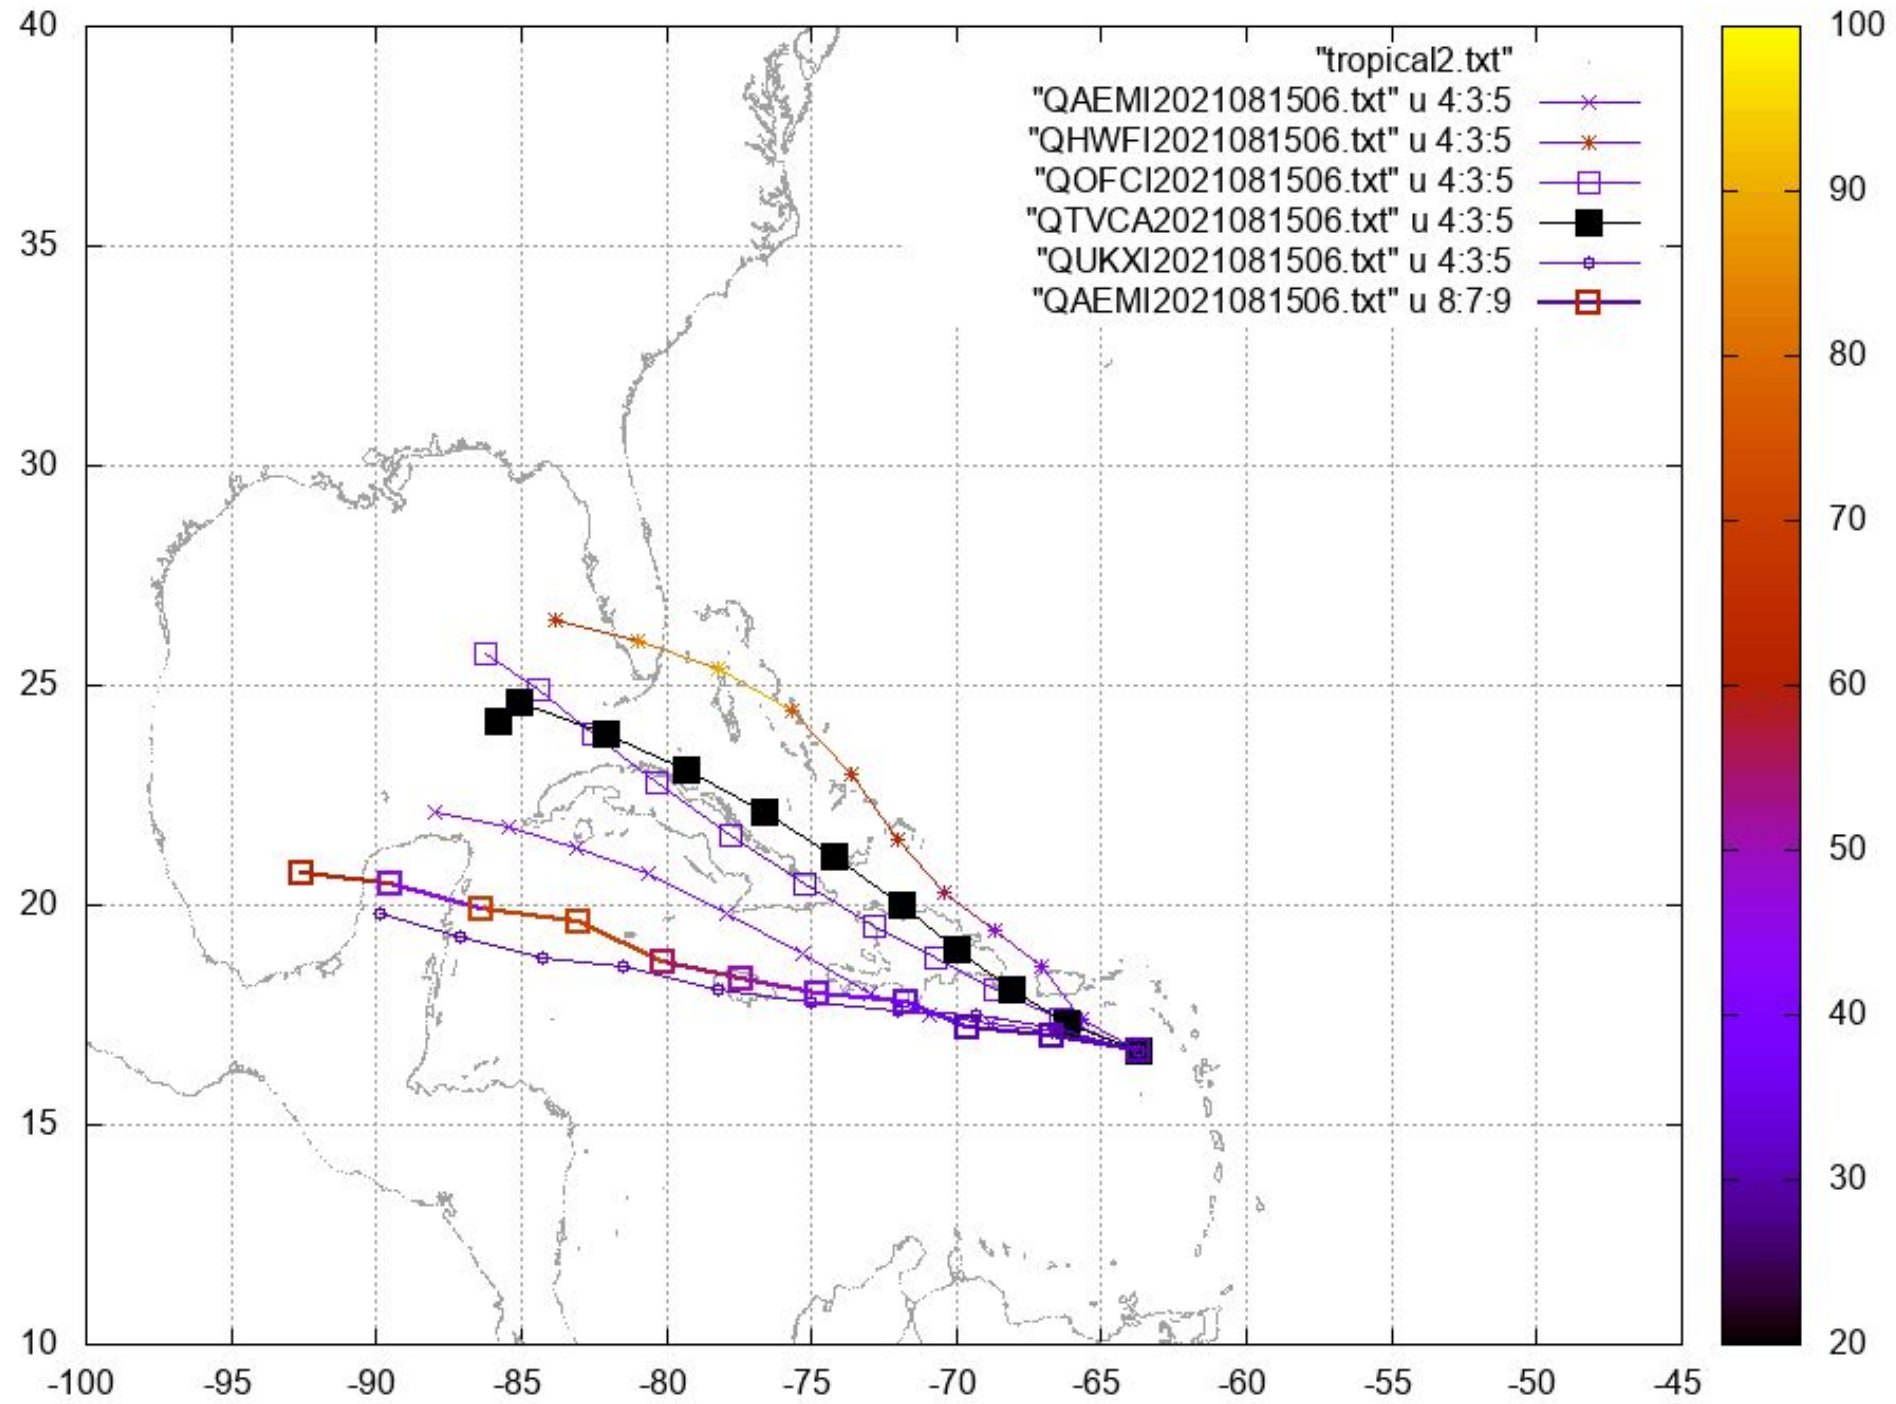 40
35
30
25
20
15
10
-100 -95 -90 -85 -80 -75 -70 -65 -60 -55 -50 -45
"tropical2.txt"
"QAEMI2021081506.txt" u 4:3:5
"QHWFI2021081506.txt" u 4:3:5
"QOFCI2021081506.txt" u 4:3:5
"QTVCA2021081506.txt" u 4:3:5
"QUKXI2021081506.txt" u 4:3:5
"QAEMI2021081506.txt" u 8:7:9
100
90
80
70
60
50
40
30
20